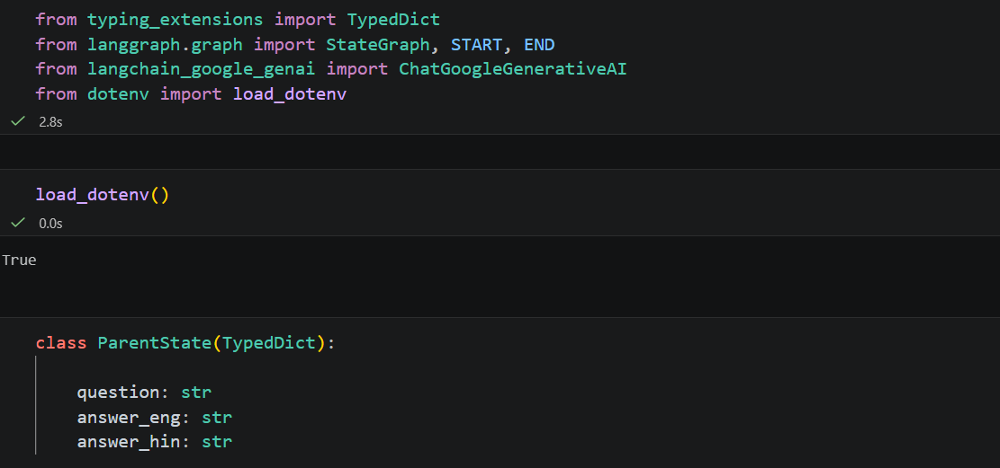 from typing_extensions import TypedDict
from langgraph.graph import StateGraph, START, END
from langchain_google_genai import ChatGoogleGenerativeAI
from dotenv import load_dotenv
2.8s
load_dotenv()
0.0s
True
class ParentState(TypedDict):
question: str
answer_eng: str
answer_hin: str